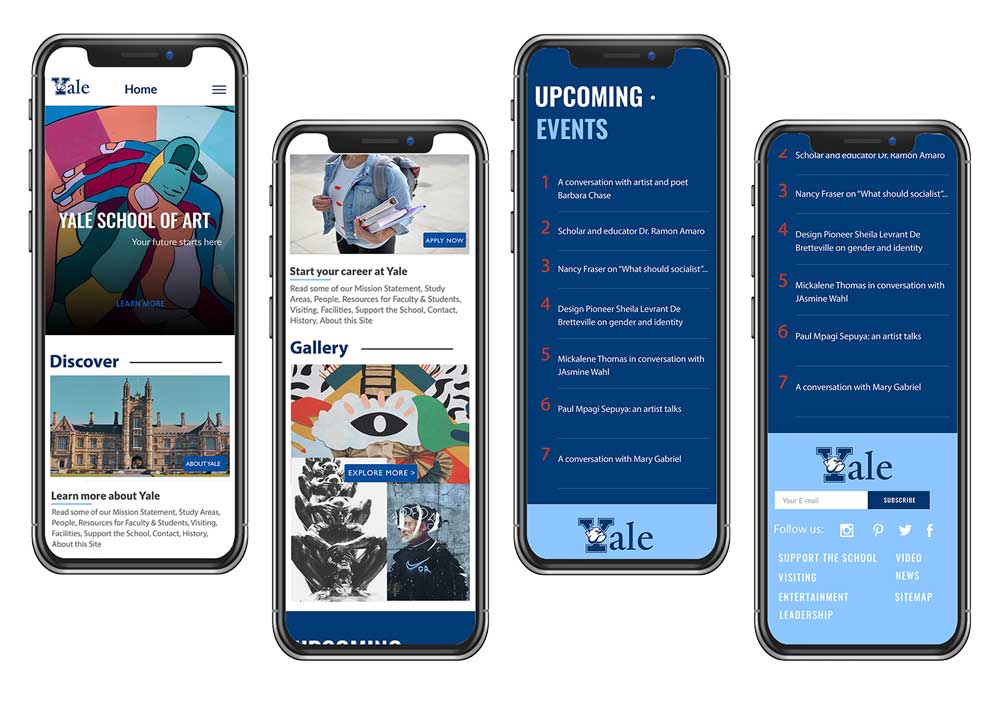 Yale
Home
YALE SCHOOL OF ART
Your future starts here
LEARN MORE
Discover
ABOUT YALE
Learn more about Yale
Read some of our Mission Statement, Study Areas,
People, Resources for Faculty & Students, Visiting,
Facilities, Support the School, Contact, History,
About this Site
APPLY NOW
Start your career at Yale
Read some of our Mission Statement, Study
Areas, People, Resources for Faculty & Students,
Visiting, Facilities, Support the School, Contact,
History, About this Site
Gallery
EXPLORE MORE >
UPCOMING
UPCOMING ·
EVENTS
1 A conversation with artist and poet
Barbara Chase
2 Scholar and educator Dr. Ramon Amaro
3 Nancy Fraser on “What should socialist”...
4 Design Pioneer Sheila Levrant De
Bretteville on gender and identity
5 Mickalene Thomas in conversation with
JAsmine Wahl
6 Paul Mpagi Sepuya: an artist talks
7 A conversation with Mary Gabriel
Yale
2 Scholar and educator Dr. Ramon Amaro
3 Nancy Fraser on “What should socialist”...
4 Design Pioneer Sheila Levrant De
Bretteville on gender and identity
5 Mickalene Thomas in conversation with
JAsmine Wahl
6 Paul Mpagi Sepuya: an artist talks
7 A conversation with Mary Gabriel
Yale
Your E-mail
SUBSCRIBE
Follow us:
SUPPORT THE SCHOOL
VIDEO
VISITING
NEWS
ENTERTAINMENT
SITEMAP
LEADERSHIP